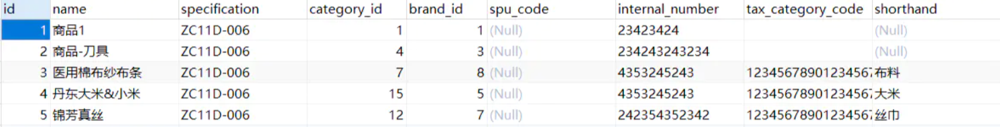 id name specification category_id brand_id spu_code internal_number tax_category_code shorthand
1 商品1 ZC11D-006 1 1 (Null) 23423424 (Null)
2 商品-刀具 ZC11D-006 4 3 (Null) 234243243234 (Null)
3 医用棉布纱布条 ZC11D-006 7 8 (Null) 4353245243 12345678901234567 布料
4 丹东大米&小米 ZC11D-006 15 5 (Null) 4353245243 12345678901234567 大米
5 锦芳真丝 ZC11D-006 12 7 (Null) 242354352342 12345678901234567 丝巾